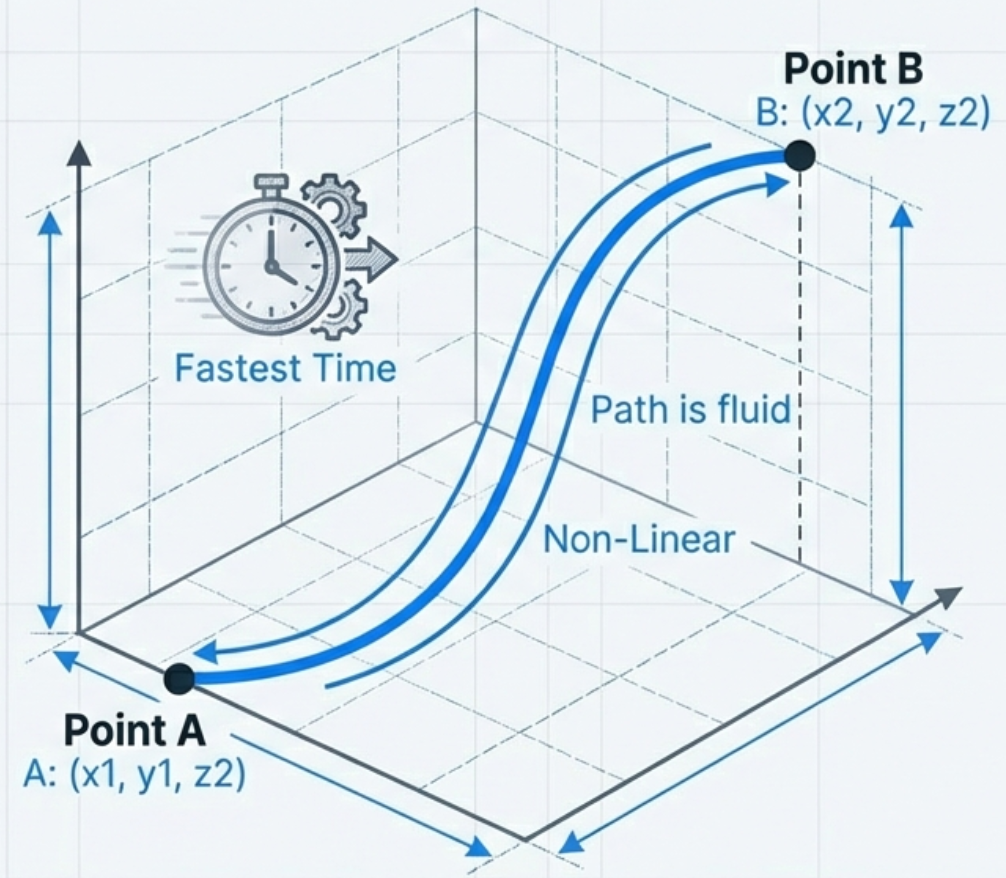 Point B
B: (x2, y2, z2)
Fastest Time
Path is fluid
Non-Linear
Point A
A: (x1, y1, z2)